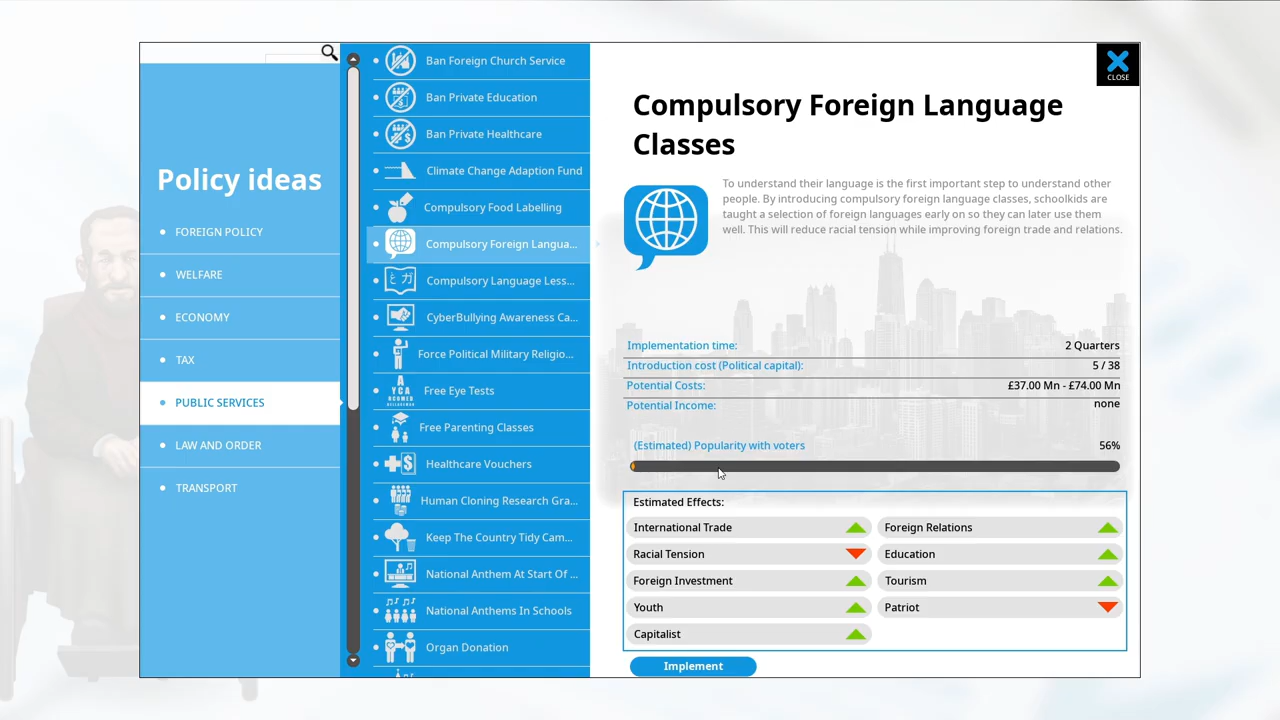 Policy ideas
FOREIGN POLICY
WELFARE
ECONOMY
TAX
PUBLIC SERVICES
LAW AND ORDER
TRANSPORT
Ban Foreign Church Service
Ban Private Education
Ban Private Healthcare
Climate Change Adaption Fund
Compulsory Food Labelling
Compulsory Foreign Langua...
Compulsory Language Less...
CyberBullying Awareness Ca...
Force Political Military Religio...
Free Eye Tests
Free Parenting Classes
Healthcare Vouchers
Human Cloning Research Gra...
Keep The Country Tidy Cam...
National Anthem At Start Of ...
National Anthems In Schools
Organ Donation
CLOSE
Compulsory Foreign Language
Classes
To understand their language is the first important step to understand other
people. By introducing compulsory foreign language classes, schoolkids are
taught a selection of foreign languages early on so they can later use them
well. This will reduce racial tension while improving foreign trade and relations.
Implementation time: 2 Quarters
Introduction cost (Political capital): 5 / 38
Potential Costs: £37.00 Mn - £74.00 Mn
Potential Income: none
(Estimated) Popularity with voters 56%
Estimated Effects:
International Trade Foreign Relations
Racial Tension Education
Foreign Investment Tourism
Youth Patriot
Capitalist
Implement